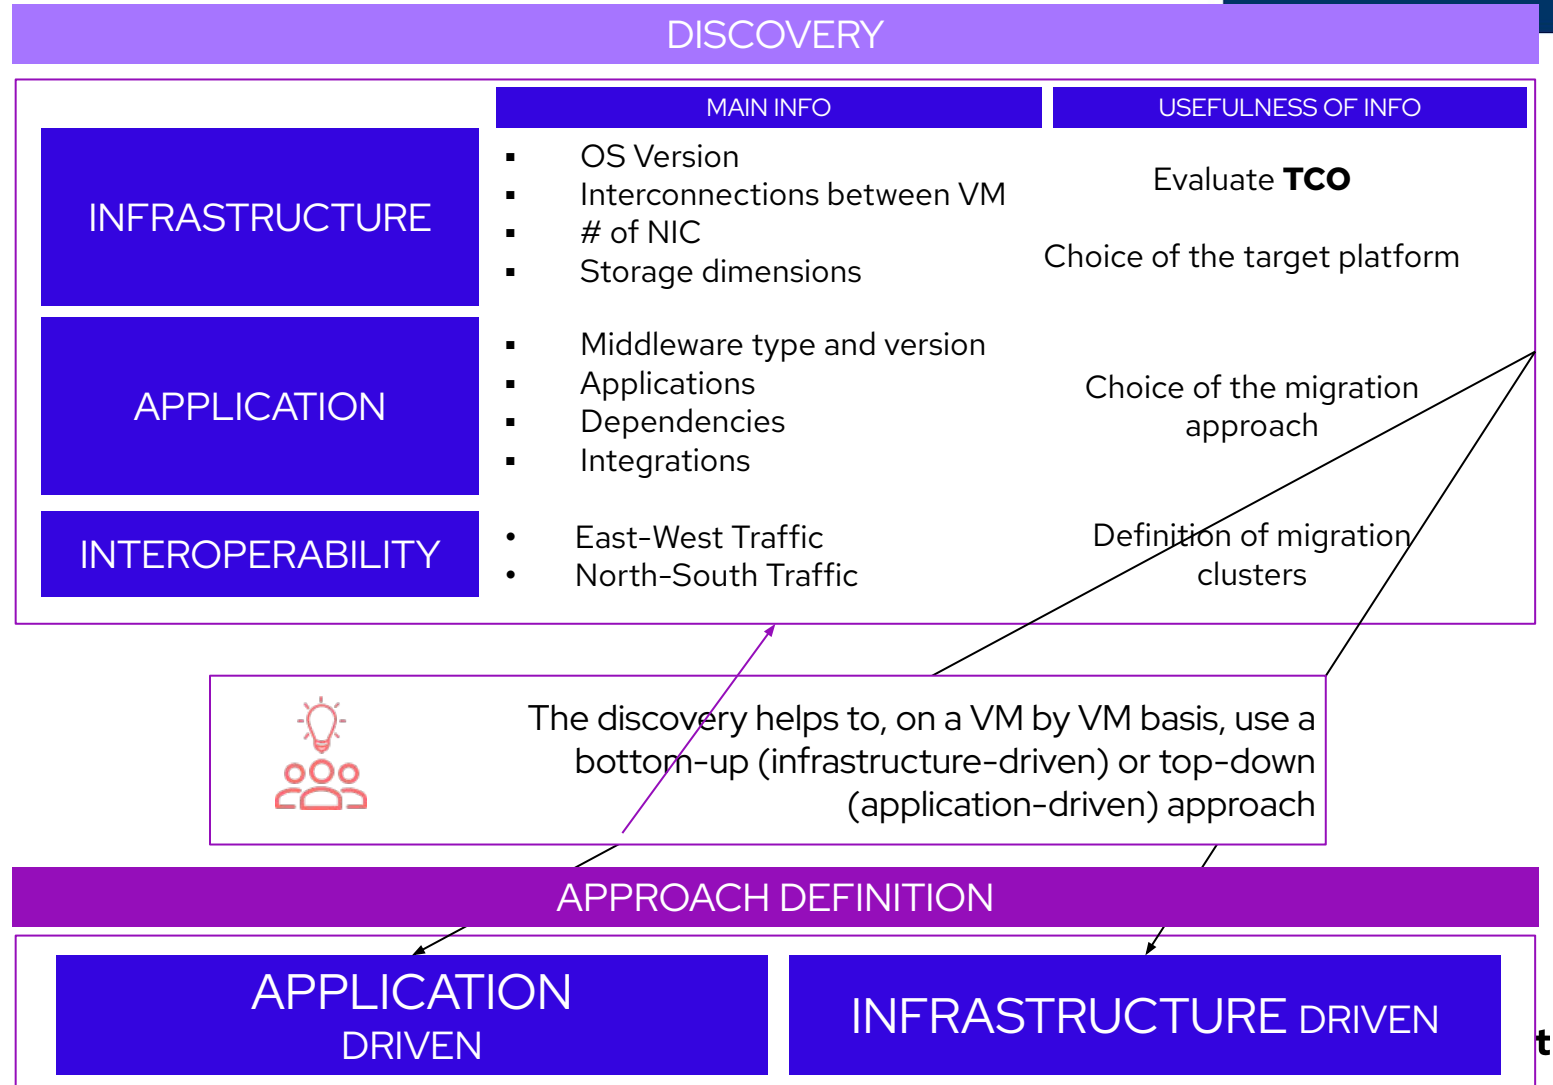 DISCOVERY
MAIN INFO
USEFULNESS OF INFO
INFRASTRUCTURE
▪ OS Version
▪ Interconnections between VM
▪ # of NIC
▪ Storage dimensions
Evaluate TCO
Choice of the target platform
APPLICATION
▪ Middleware type and version
▪ Applications
▪ Dependencies
▪ Integrations
Choice of the migration
approach
INTEROPERABILITY
• East-West Traffic
• North-South Traffic
Definition of migration
clusters
The discovery helps to, on a VM by VM basis, use a
bottom-up (infrastructure-driven) or top-down
(application-driven) approach
APPROACH DEFINITION
APPLICATION
DRIVEN
INFRASTRUCTURE DRIVEN
t